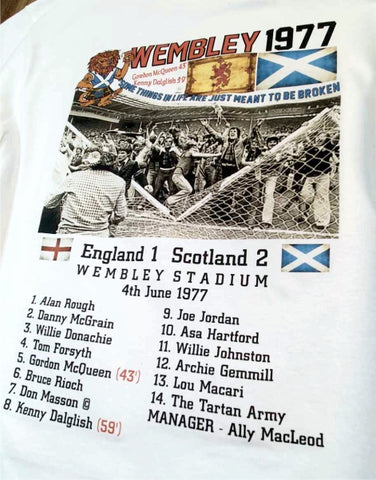 WEMBLEY 1977
Gordon McQueen 43'
Kenny Dalglish 59'
SOME THINGS IN LIFE ARE JUST MEANT TO BE BROKEN
England 1 Scotland 2
WEMBLEY STADIUM
4th June 1977
1. Alan Rough
2. Danny McGrain
3. Willie Donachie
4. Tom Forsyth
5. Gordon McQueen (43')
6. Bruce Rioch
7. Don Masson ©
8. Kenny Dalglish (59')
9. Joe Jordan
10. Asa Hartford
11. Willie Johnston
12. Archie Gemmill
13. Lou Macari
14. The Tartan Army
MANAGER - Ally MacLeod